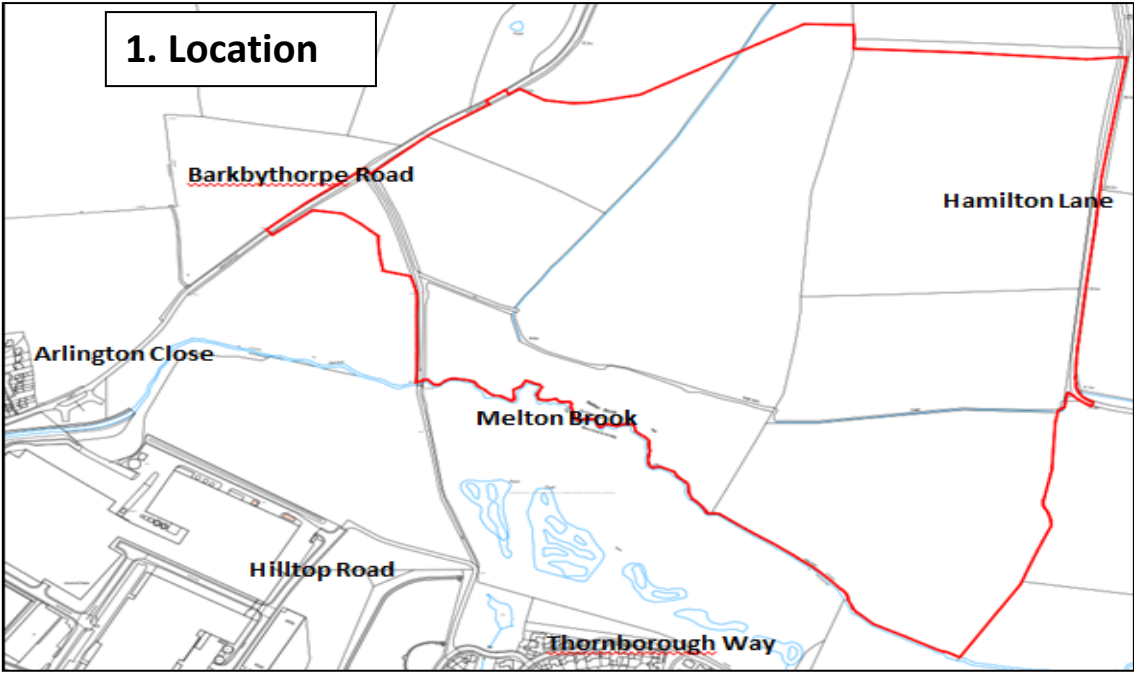 1. Location
Barkbythorpe Road
Hamilton Lane
Arlington Close
Melton Brook
Hilltop Road
Thornborough Way